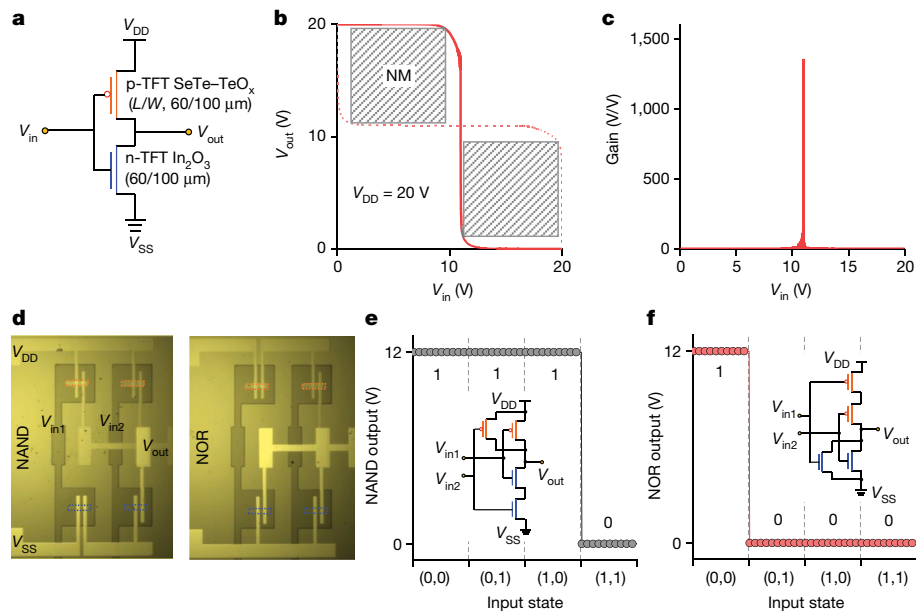 a
V_DD
p-TFT SeTe–TeO_x
(L/W, 60/100 μm)
V_in
V_out
n-TFT In_2O_3
(60/100 μm)
V_SS
b
20
10
0
V_out (V)
NM
V_DD = 20 V
0
10
20
V_in (V)
c
1,500
1,000
500
0
Gain (V/V)
0
5
10
15
20
V_in (V)
d
NAND
V_DD
V_in1
V_in2
V_out
V_SS
NOR
e
12
0
NAND output (V)
1
1
1
0
V_DD
V_in1
V_in2
V_out
V_SS
(0,0)
(0,1)
(1,0)
(1,1)
Input state
f
12
0
NOR output (V)
1
0
0
0
V_DD
V_in1
V_in2
V_out
V_SS
(0,0)
(0,1)
(1,0)
(1,1)
Input state